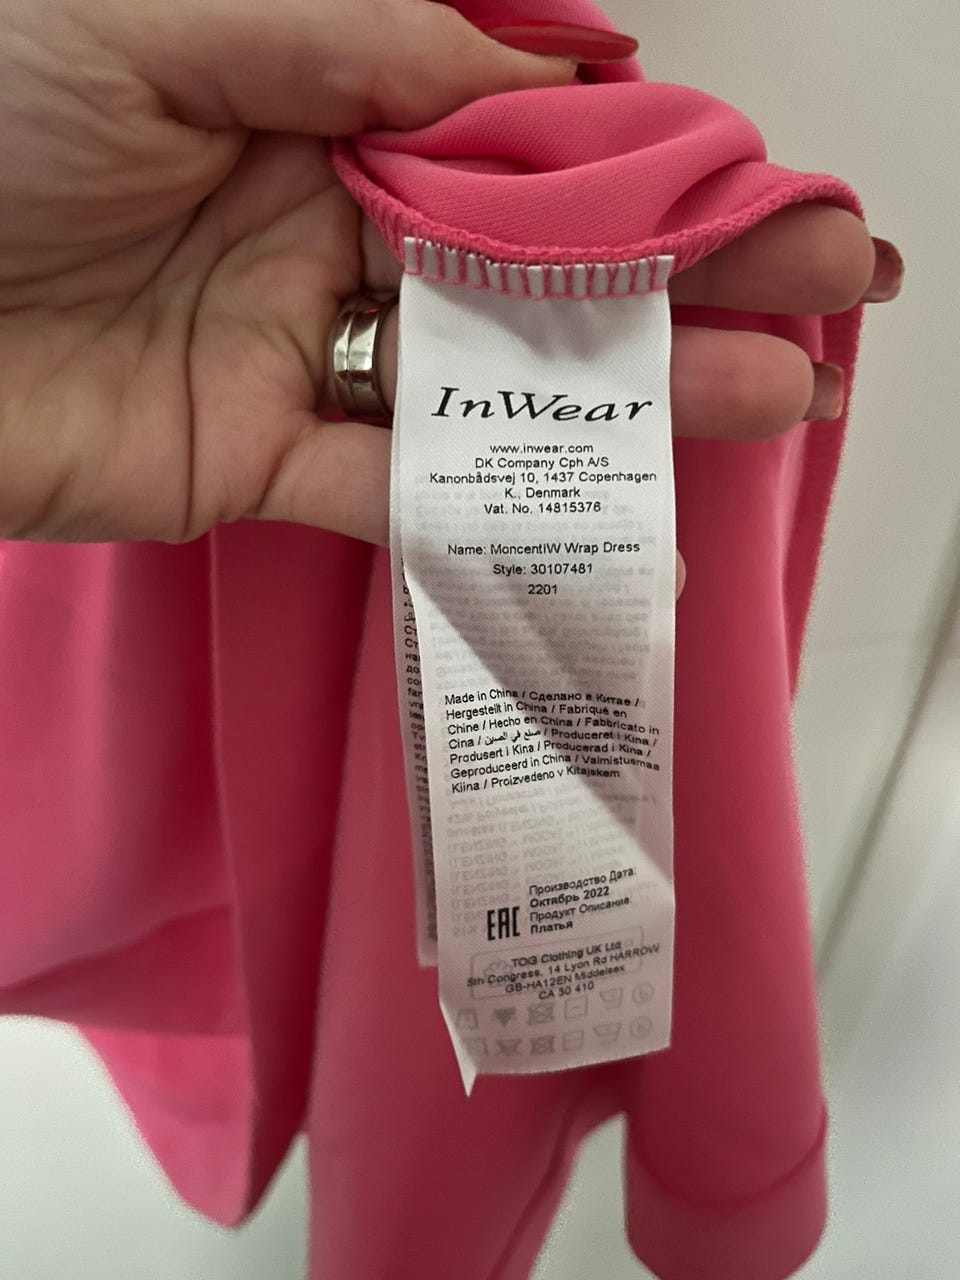 InWear
www.inwear.com
DK Company Cph A/S
Kanonbådsvej 10, 1437 Copenhagen
K., Denmark
Vat. No. 14815376
Name: MoncentiW Wrap Dress
Style: 30107481
2201
Made in China / Сделано в Китае /
Hergestellt in China / Fabriqué en
Chine / Hecho en China / Fabbricato in
Cina / صنع في الصين / Produceret i Kina /
Produsert i Kina / Producerad i Kina /
Geproduceerd in China / Valmistusmaa
Kiina / Proizvedeno v Kitajskem
EAC
Производство Дата:
Октябрь 2022
Продукт Описание:
Платья
TOG Clothing UK Ltd
5th Congress, 14 Lyon Rd HARROW
GB-HA12EN Middelsex
CA 30 410